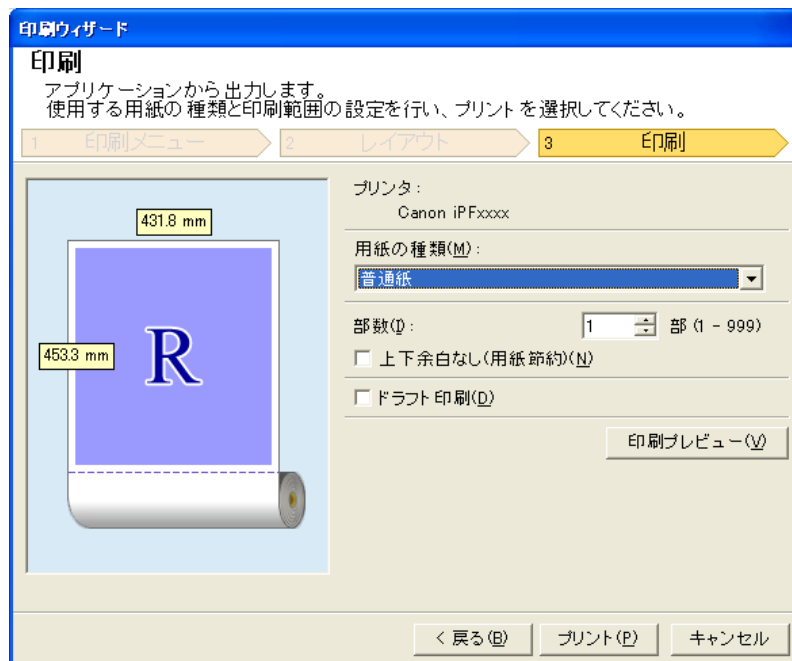 印刷ウィザード
印刷
アプリケーションから出力します。
使用する用紙の種類と印刷範囲の設定を行い、プリントを選択してください。
1 印刷メニュー 2 レイアウト 3 印刷
431.8 mm
453.3 mm
R
プリンタ:
Canon iPFxxxx
用紙の種類(M):
普通紙
部数(I): 1 部 (1 - 999)
上下余白なし(用紙節約)(N)
ドラフト印刷(D)
印刷プレビュー(V)
< 戻る(B) プリント(P) キャンセル